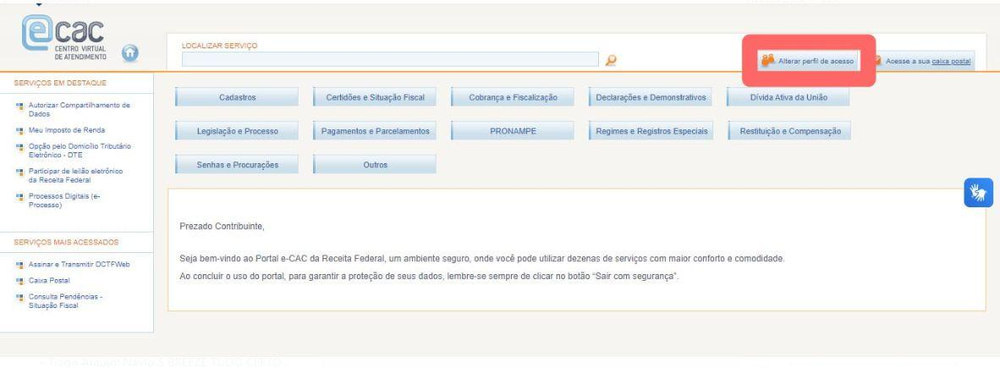 ecac
CENTRO VIRTUAL
DE ATENDIMENTO
LOCALIZAR SERVIÇO
Alterar perfil de acesso
Acesse a sua caixa postal
SERVIÇOS EM DESTAQUE
Autorizar Compartilhamento de
Dados
Meu Imposto de Renda
Opção pelo Domicílio Tributário
Eletrônico - DTE
Participar de leilão eletrônico
da Receita Federal
Processos Digitais (e-
Processo)
SERVIÇOS MAIS ACESSADOS
Assinar e Transmitir DCTFWeb
Caixa Postal
Consulta Pendências -
Situação Fiscal
Cadastros
Certidões e Situação Fiscal
Cobrança e Fiscalização
Declarações e Demonstrativos
Dívida Ativa da União
Legislação e Processo
Pagamentos e Parcelamentos
PRONAMPE
Regimes e Registros Especiais
Restituição e Compensação
Senhas e Procurações
Outros
Prezado Contribuinte,
Seja bem-vindo ao Portal e-CAC da Receita Federal, um ambiente seguro, onde você pode utilizar dezenas de serviços com maior conforto e comodidade.
Ao concluir o uso do portal, para garantir a proteção de seus dados, lembre-se sempre de clicar no botão “Sair com segurança”.